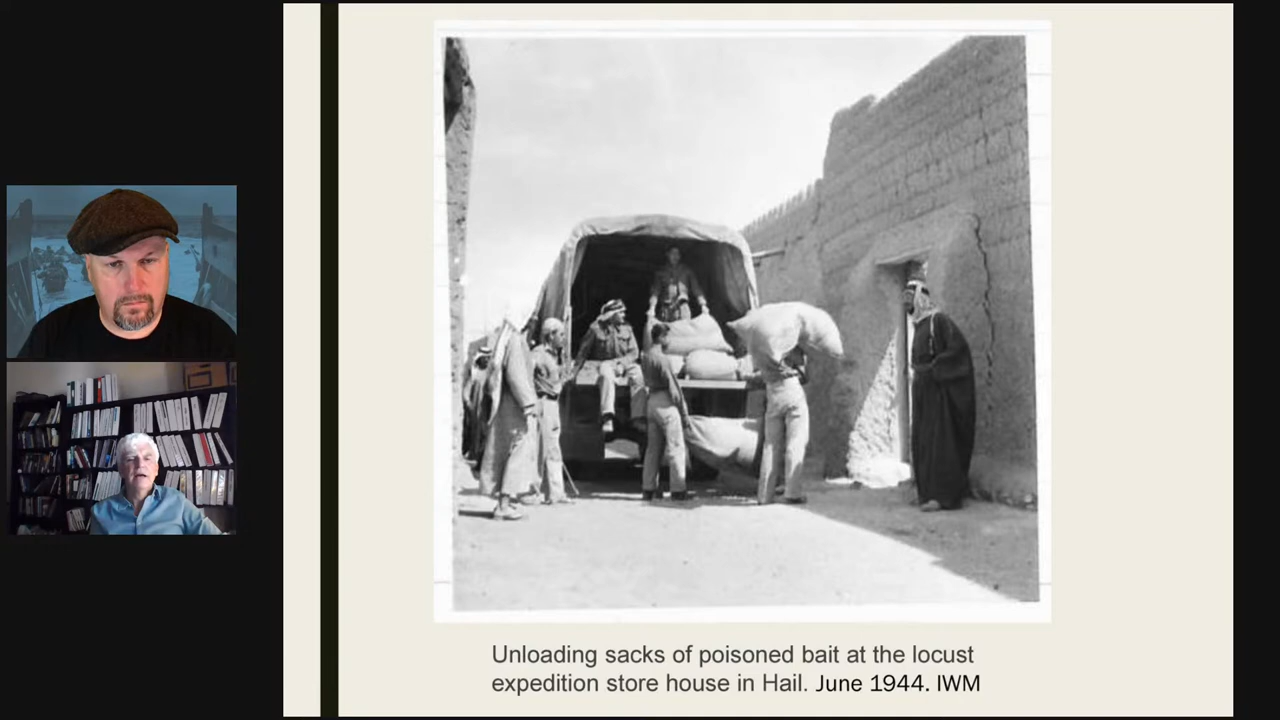 Unloading sacks of poisoned bait at the locust
expedition store house in Hail. June 1944. IWM